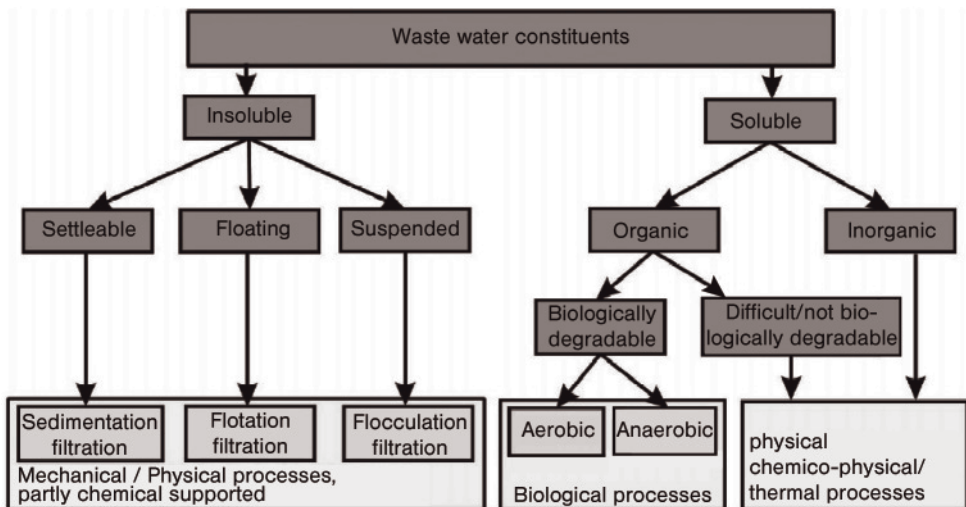 Waste water constituents
Insoluble
Soluble
Settleable
Floating
Suspended
Organic
Inorganic
Biologically
degradable
Difficult/not bio-
logically degradable
Sedimentation
filtration
Flotation
filtration
Flocculation
filtration
Mechanical / Physical processes,
partly chemical supported
Aerobic
Anaerobic
Biological processes
physical
chemico-physical/
thermal processes